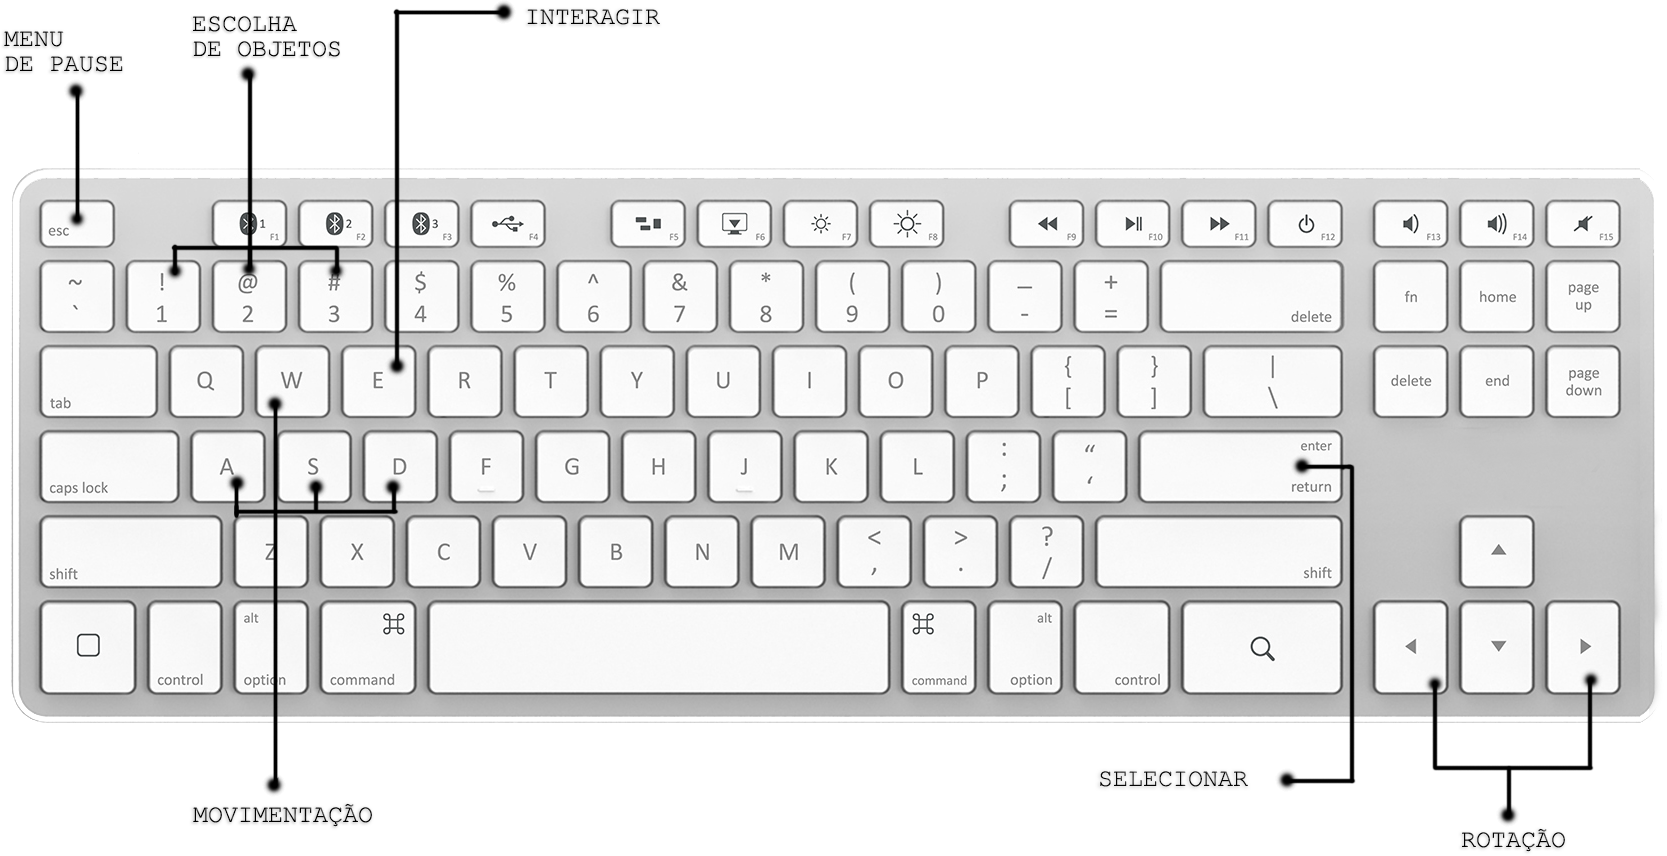 INTERAGIR
ESCOLHA
DE OBJETOS
MENU
DE PAUSE
esc
1 F1
2 F2
3 F3
F4
F5
F6
F7
F8
F9
F10
F11
F12
F13
F14
F15
~ ! @ # $ % ^ & * ( ) _ +
` 1 2 3 4 5 6 7 8 9 0 - = delete
fn home page up
tab Q W E R T Y U I O P { [ } ] | \
delete end page down
caps lock A S D F G H J K L : ; “ ‘ enter return
shift Z X C V B N M < , > . ? / shift
control alt option ⌘ command ⌘ command alt option control
SELECIONAR
MOVIMENTAÇÃO
ROTAÇÃO